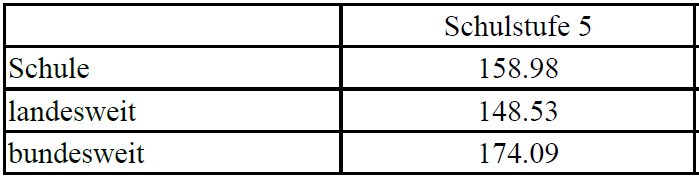 Schulstufe 5
Schule 158.98
landesweit 148.53
bundesweit 174.09